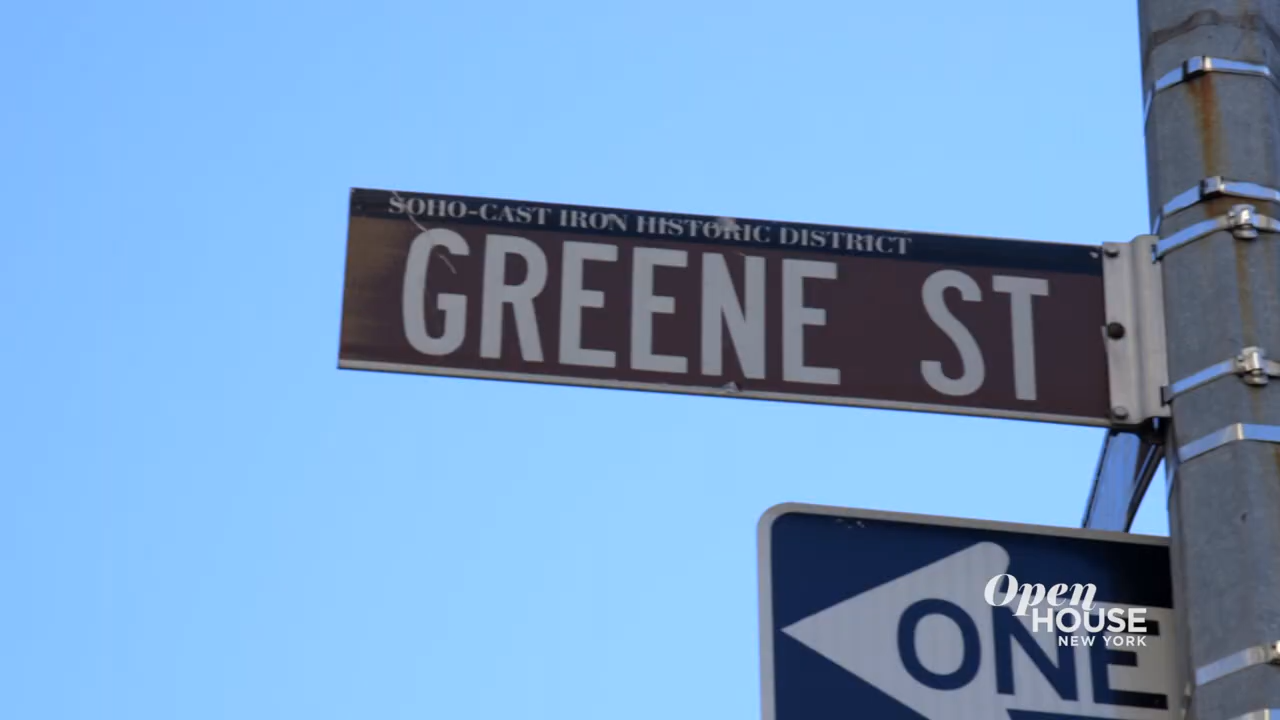 SOHO-CAST IRON HISTORIC DISTRICT
GREENE ST
ONE
Open
HOUSE
NEW YORK